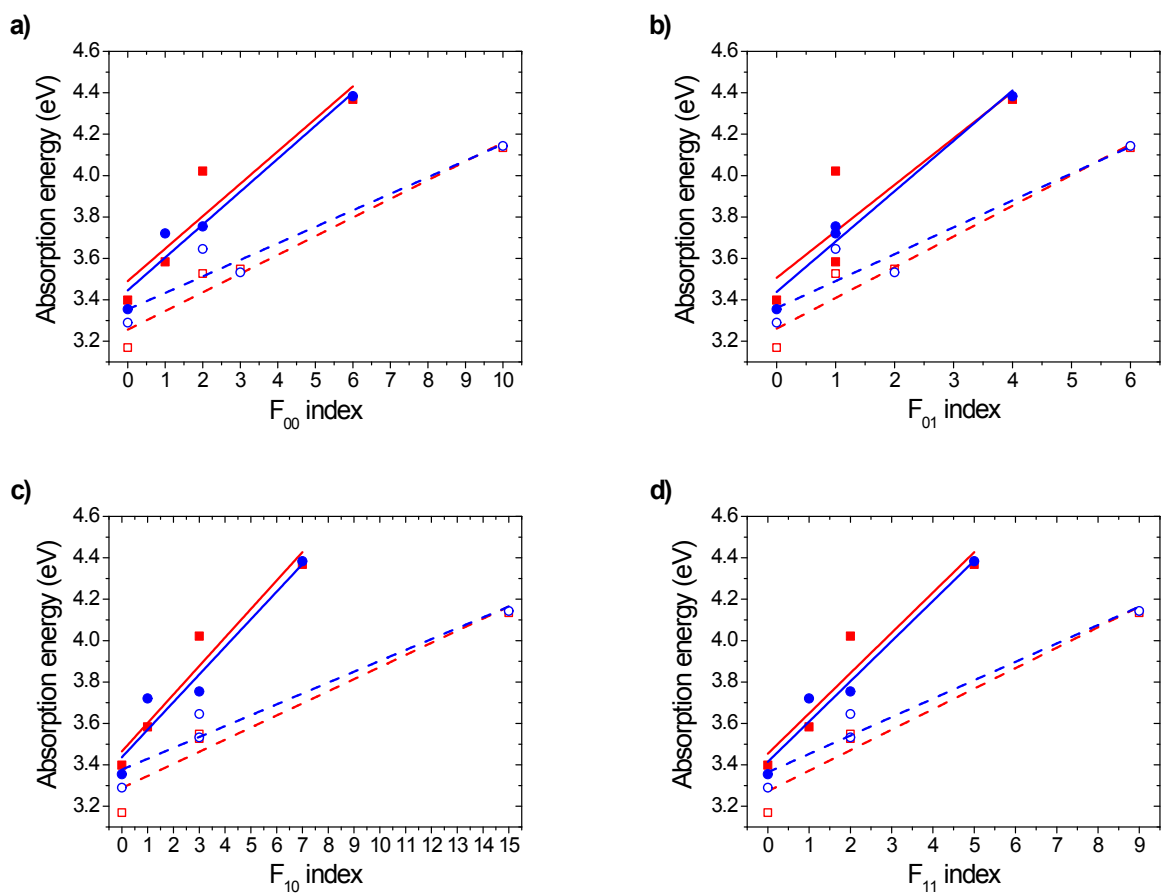 a)
Absorption energy (eV)
4.6
4.4
4.2
4.0
3.8
3.6
3.4
3.2
0 1 2 3 4 5 6 7 8 9 10
F00 index
b)
Absorption energy (eV)
4.6
4.4
4.2
4.0
3.8
3.6
3.4
3.2
0 1 2 3 4 5 6
F01 index
c)
Absorption energy (eV)
4.6
4.4
4.2
4.0
3.8
3.6
3.4
3.2
0 1 2 3 4 5 6 7 8 9 10 11 12 13 14 15
F10 index
d)
Absorption energy (eV)
4.6
4.4
4.2
4.0
3.8
3.6
3.4
3.2
0 1 2 3 4 5 6 7 8 9
F11 index